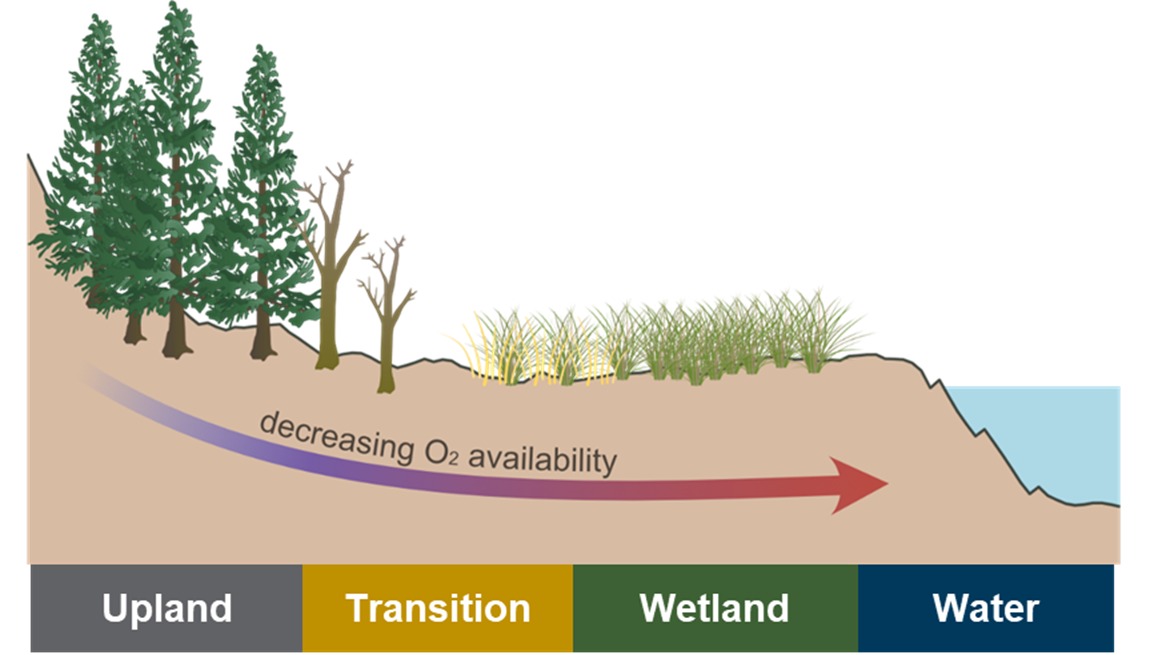 decreasing O₂ availability
Upland
Transition
Wetland
Water